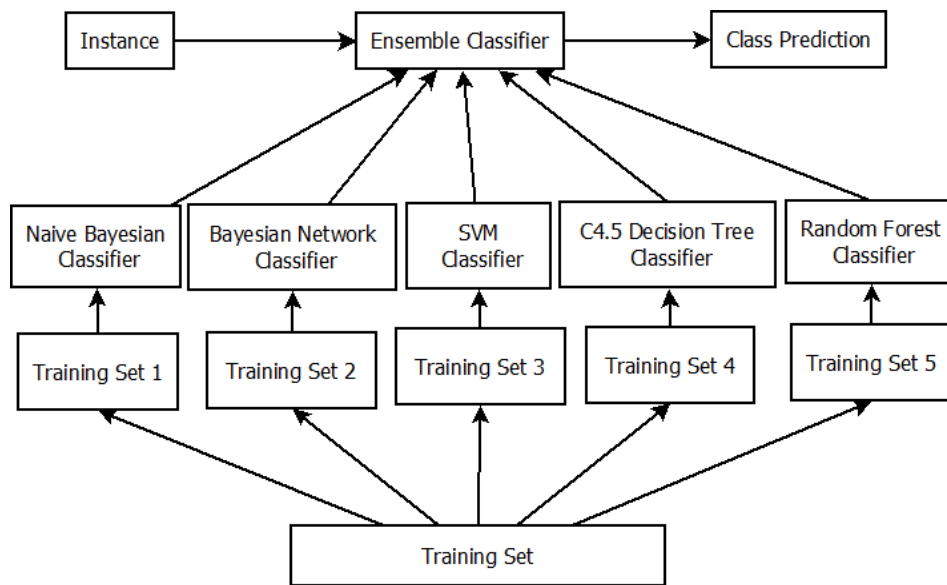 Instance
Ensemble Classifier
Class Prediction
Naive Bayesian
Classifier
Bayesian Network
Classifier
SVM
Classifier
C4.5 Decision Tree
Classifier
Random Forest
Classifier
Training Set 1
Training Set 2
Training Set 3
Training Set 4
Training Set 5
Training Set